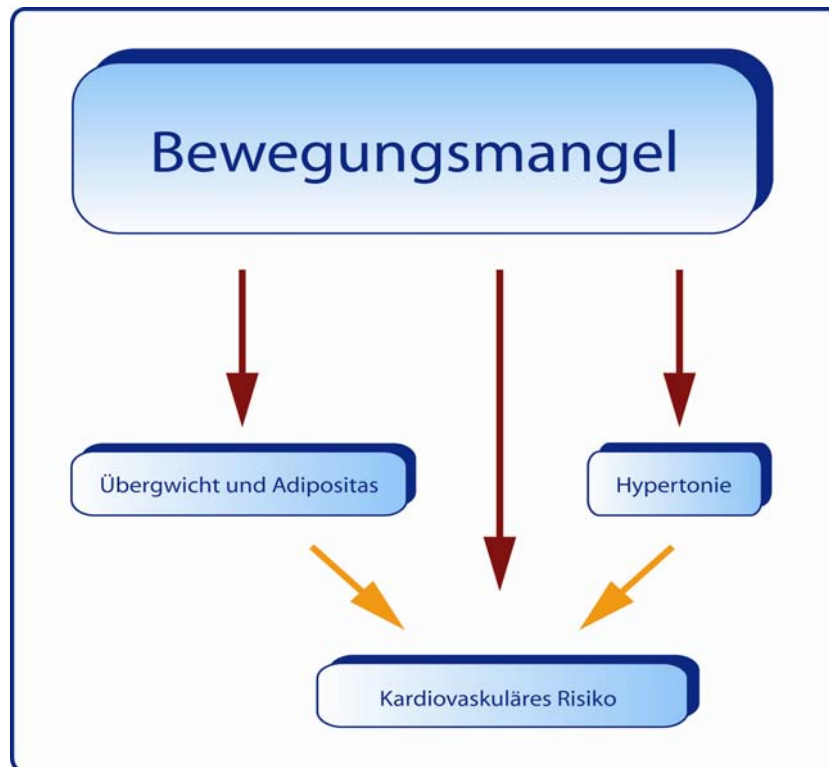 Bewegungsmangel
Übergwicht und Adipositas
Hypertonie
Kardiovaskuläres Risiko